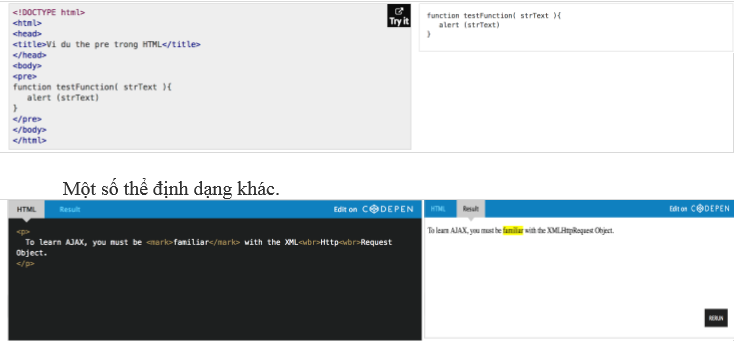 <!DOCTYPE html>
<html>
<head>
<title>Vi du the pre trong HTML</title>
</head>
<body>
<pre>
function testFunction( strText ){
   alert (strText)
}
</pre>
</body>
</html>
Try it
function testFunction( strText ){
   alert (strText)
}
Một số thể định dạng khác.
HTML Result Edit on CODEPEN
<p>
  To learn AJAX, you must be <mark>familiar</mark> with the XML<wbr>Http<wbr>Request
Object.
</p>
HTML Result Edit on CODEPEN
To learn AJAX, you must be familiar with the XMLHttpRequest Object.
RERUN